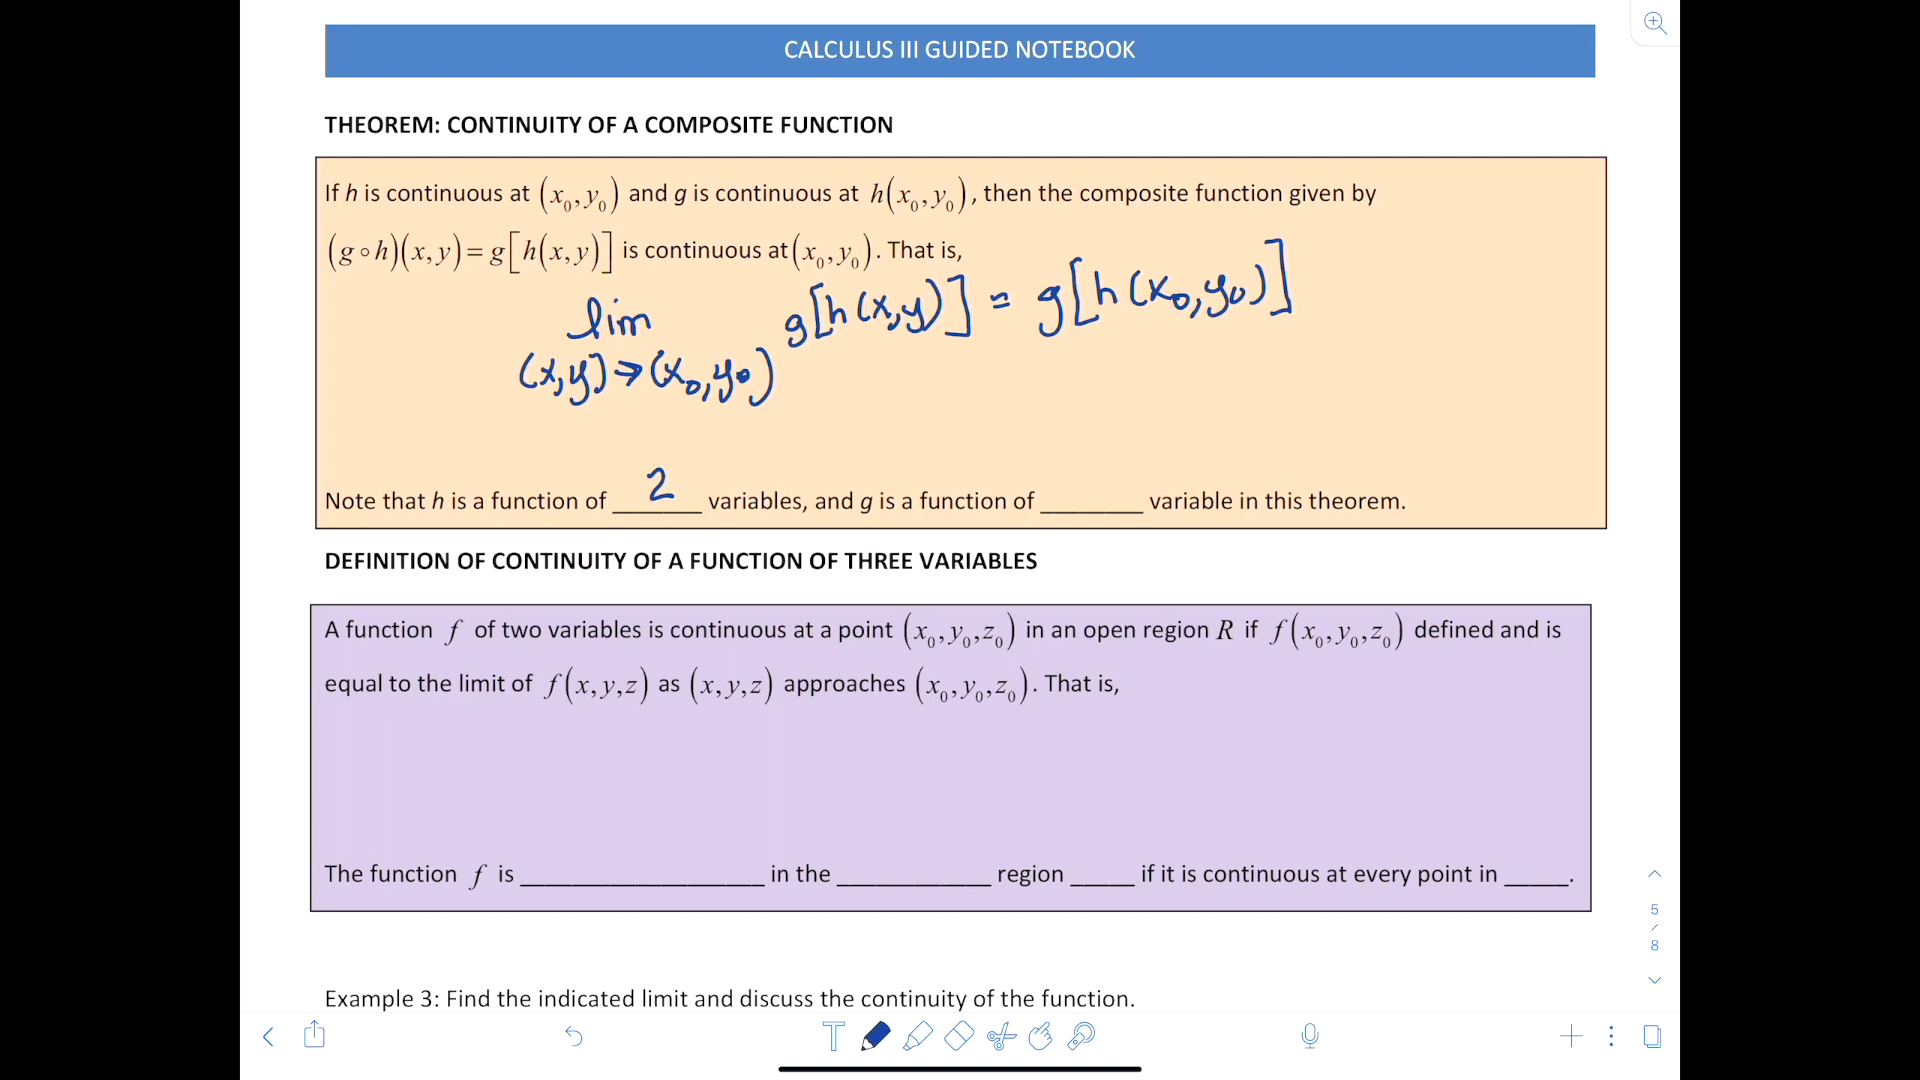 CALCULUS III GUIDED NOTEBOOK
THEOREM: CONTINUITY OF A COMPOSITE FUNCTION
If h is continuous at (x₀, y₀) and g is continuous at h(x₀, y₀), then the composite function given by
(g∘h)(x, y) = g[h(x, y)] is continuous at (x₀, y₀). That is,
lim g[h(x,y)] = g[h(x₀,y₀)]
(x,y)→(x₀,y₀)
Note that h is a function of ___2___ variables, and g is a function of ________ variable in this theorem.
DEFINITION OF CONTINUITY OF A FUNCTION OF THREE VARIABLES
A function f of two variables is continuous at a point (x₀, y₀, z₀) in an open region R if f(x₀, y₀, z₀) defined and is
equal to the limit of f(x, y, z) as (x, y, z) approaches (x₀, y₀, z₀). That is,
The function f is ___________________ in the ____________ region _____ if it is continuous at every point in _____.
Example 3: Find the indicated limit and discuss the continuity of the function.
5
/
8
T